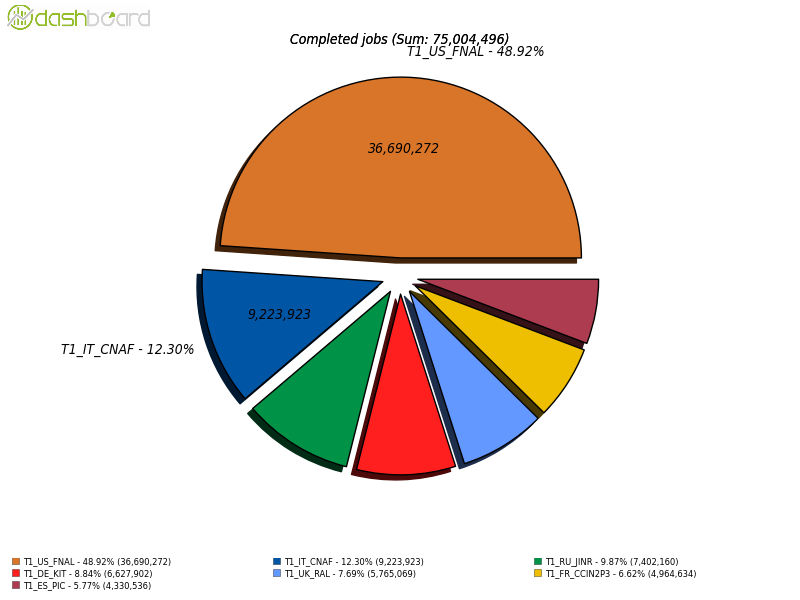 dashboard
Completed jobs (Sum: 75,004,496)
T1_US_FNAL - 48.92%
36,690,272
9,223,923
T1_IT_CNAF - 12.30%
T1_US_FNAL - 48.92% (36,690,272)
T1_IT_CNAF - 12.30% (9,223,923)
T1_RU_JINR - 9.87% (7,402,160)
T1_DE_KIT - 8.84% (6,627,902)
T1_UK_RAL - 7.69% (5,765,069)
T1_FR_CCIN2P3 - 6.62% (4,964,634)
T1_ES_PIC - 5.77% (4,330,536)